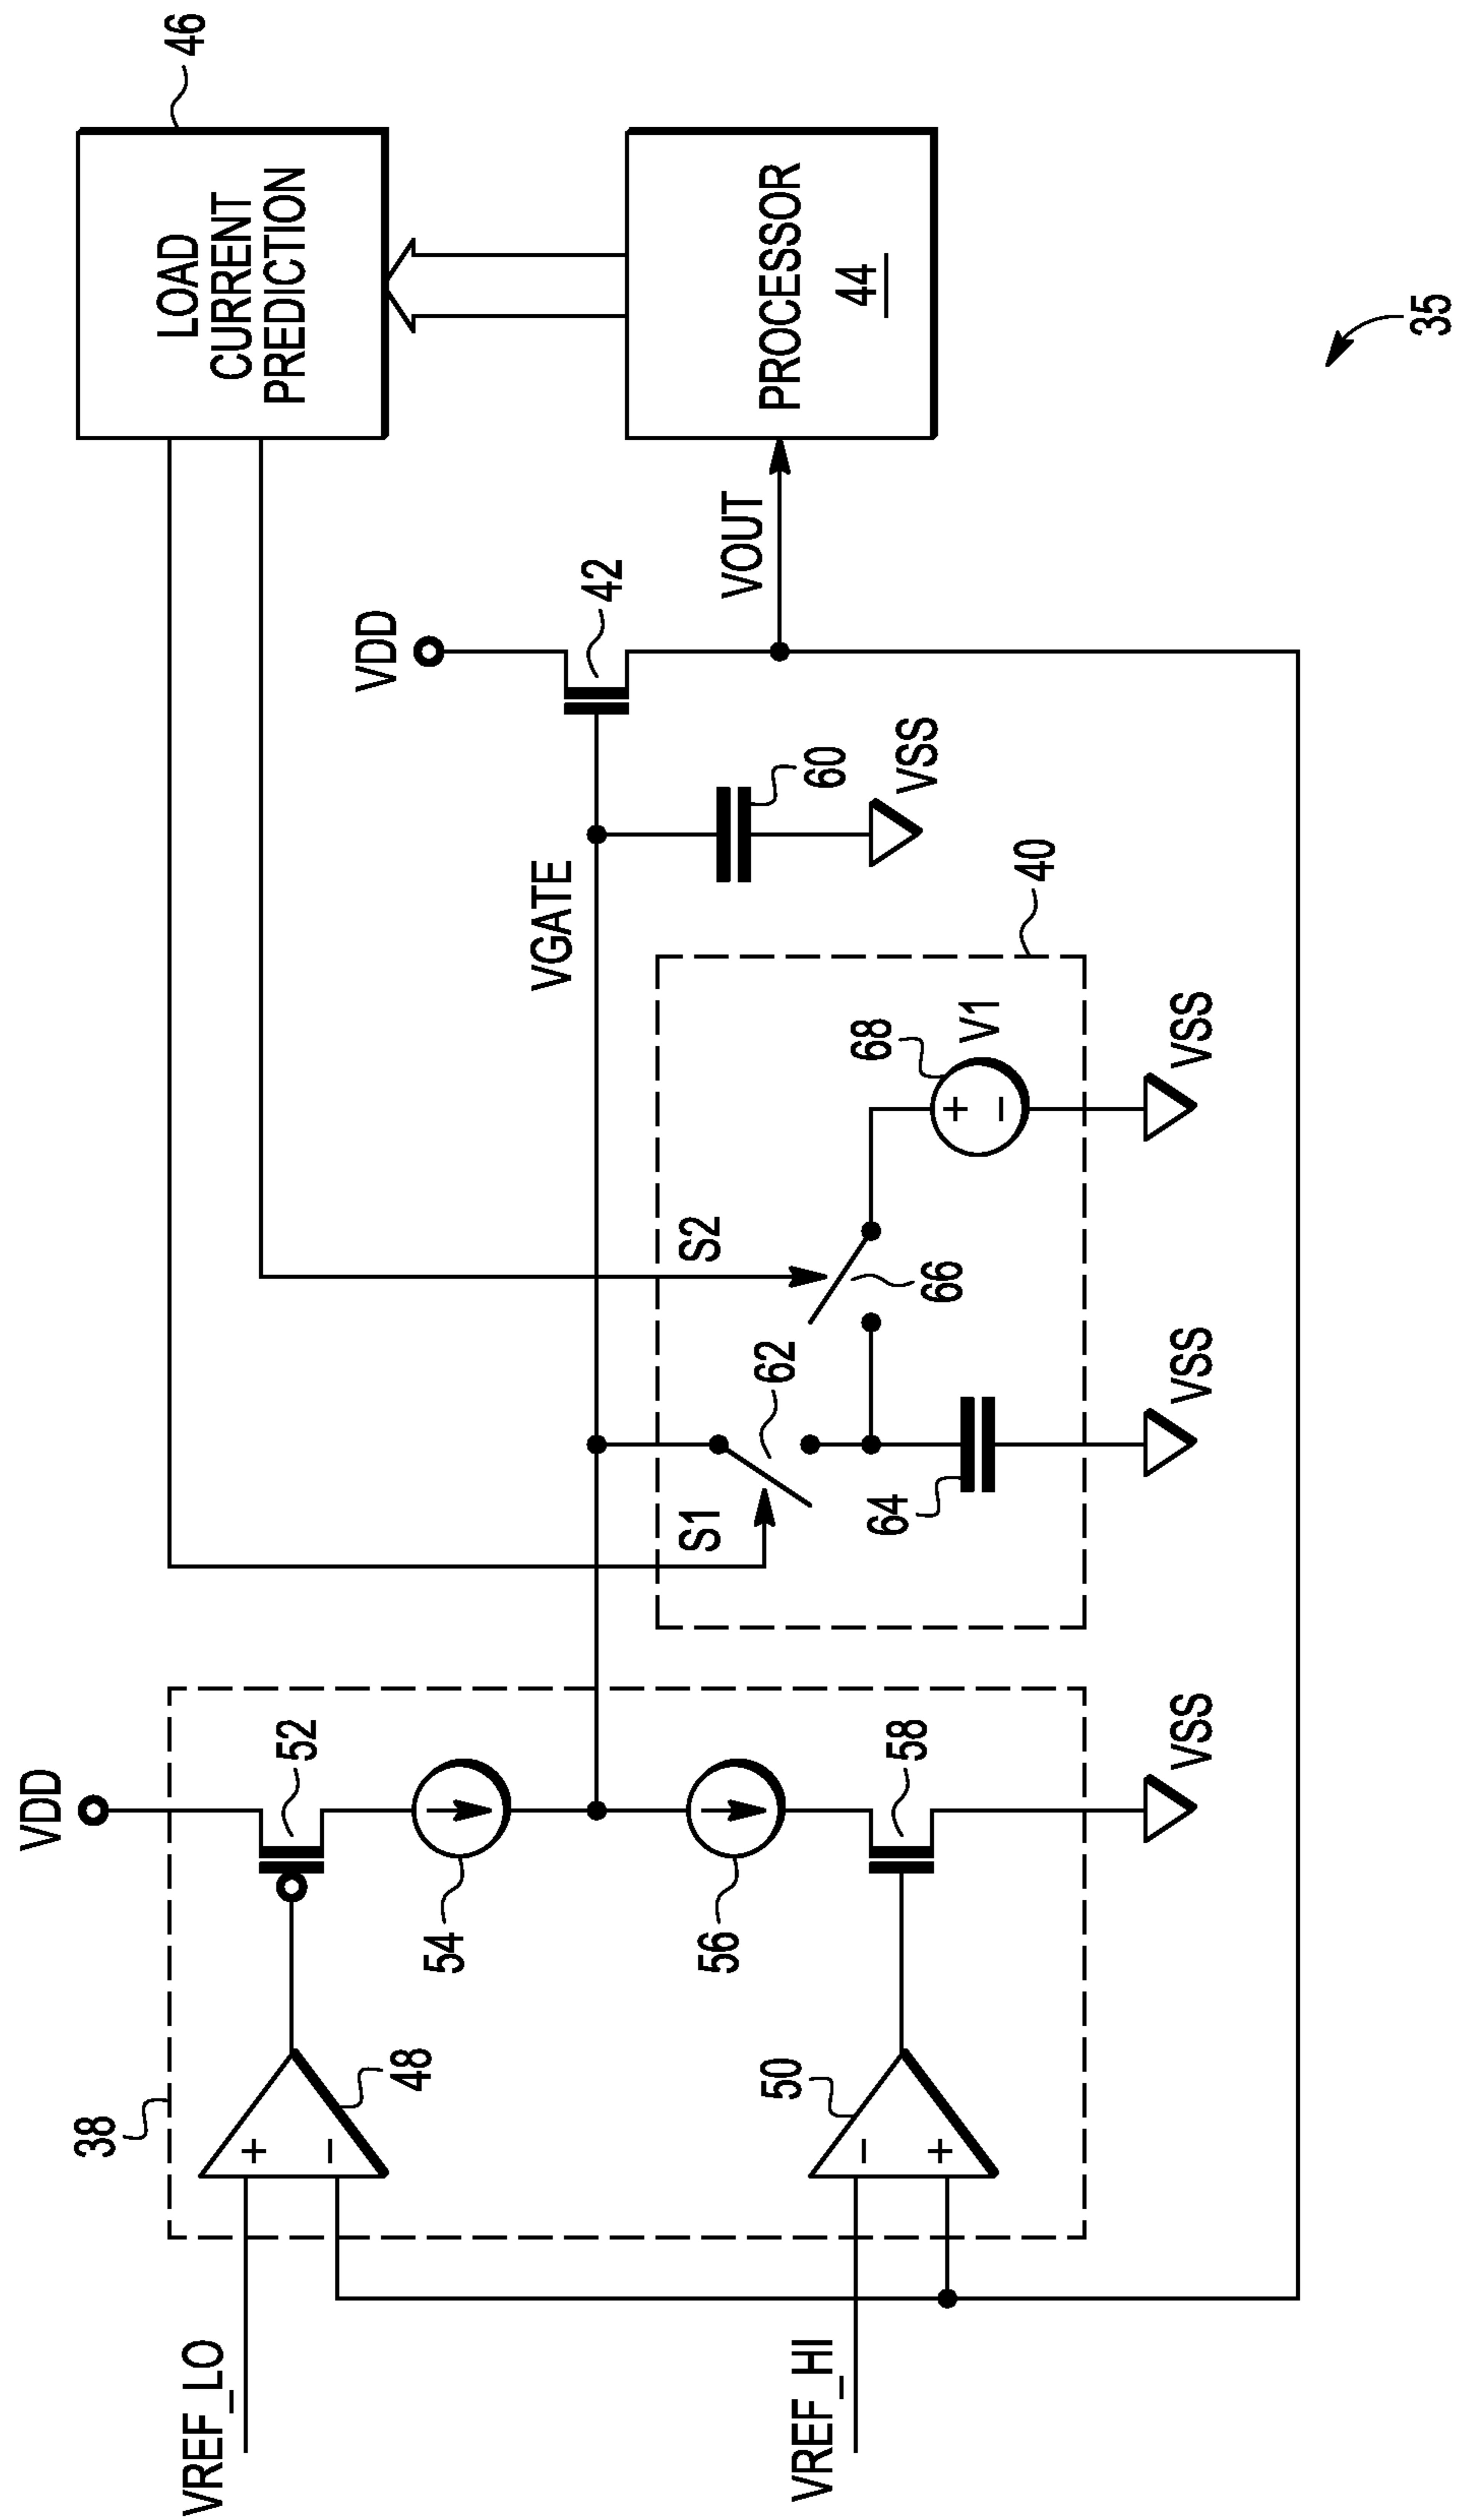 VDD
38
VREF_LO
+
−
48
52
54
56
VREF_HI
−
+
50
58
VSS
LOAD
CURRENT
PREDICTION
46
VDD
42
VGATE
S1
62
S2
66
64
VSS
68
+
−
V1
VSS
40
60
VSS
VOUT
PROCESSOR
44
35